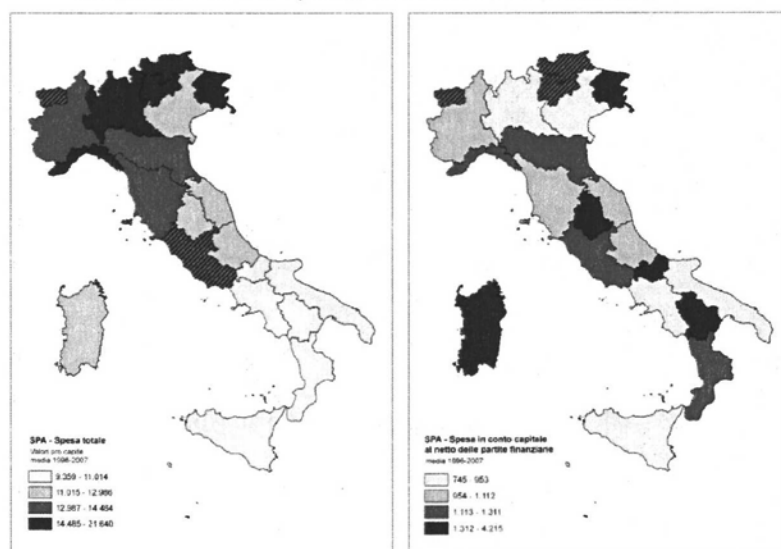 SPA - Spesa totale
Valori pro capite
media 1996-2007
9.359 - 11.014
11.015 - 12.986
12.987 - 14.484
14.485 - 21.640
SPA - Spesa in conto capitale
al netto delle partite finanziarie
media 1996-2007
745 - 953
954 - 1.112
1.113 - 1.311
1.312 - 4.215